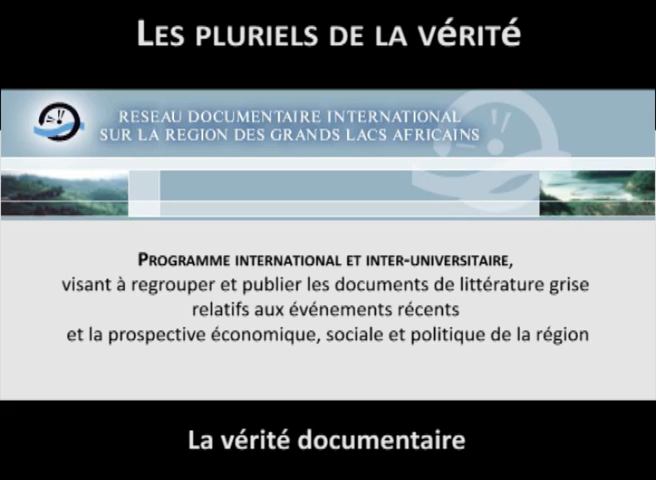 LES PLURIELS DE LA VéRITé
RESEAU DOCUMENTAIRE INTERNATIONAL
SUR LA REGION DES GRANDS LACS AFRICAINS
PROGRAMME INTERNATIONAL ET INTER-UNIVERSITAIRE,
visant à regrouper et publier les documents de littérature grise
relatifs aux événements récents
et la prospective économique, sociale et politique de la région
La vérité documentaire